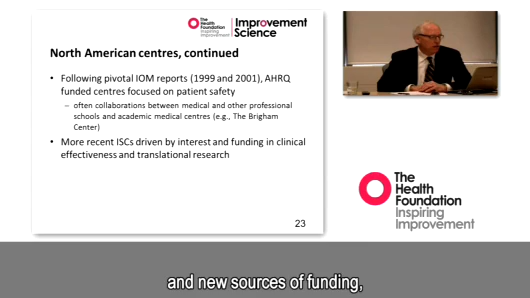 The
Health
Foundation
Inspiring
Improvement
Improvement
Science
North American centres, continued
• Following pivotal IOM reports (1999 and 2001), AHRQ
funded centres focused on patient safety
– often collaborations between medical and other professional
schools and academic medical centres (e.g., The Brigham
Center)
• More recent ISCs driven by interest and funding in clinical
effectiveness and translational research
23
The
Health
Foundation
Inspiring
Improvement
and new sources of funding,